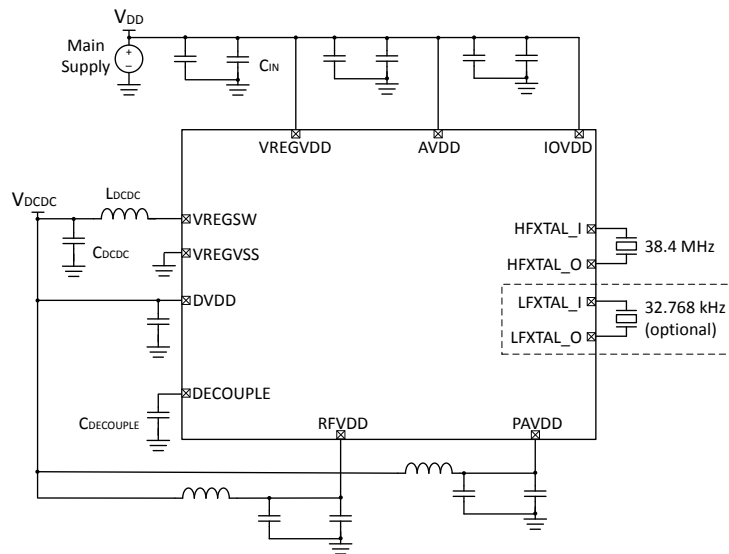 VDD
Main
Supply
+
−
CIN
VREGVDD
AVDD
IOVDD
VDCDC
LDCDC
VREGSW
HFXTAL_I
CDCDC
VREGVSS
38.4 MHz
HFXTAL_O
DVDD
LFXTAL_I
32.768 kHz
(optional)
LFXTAL_O
DECOUPLE
CDECOUPLE
RFVDD
PAVDD